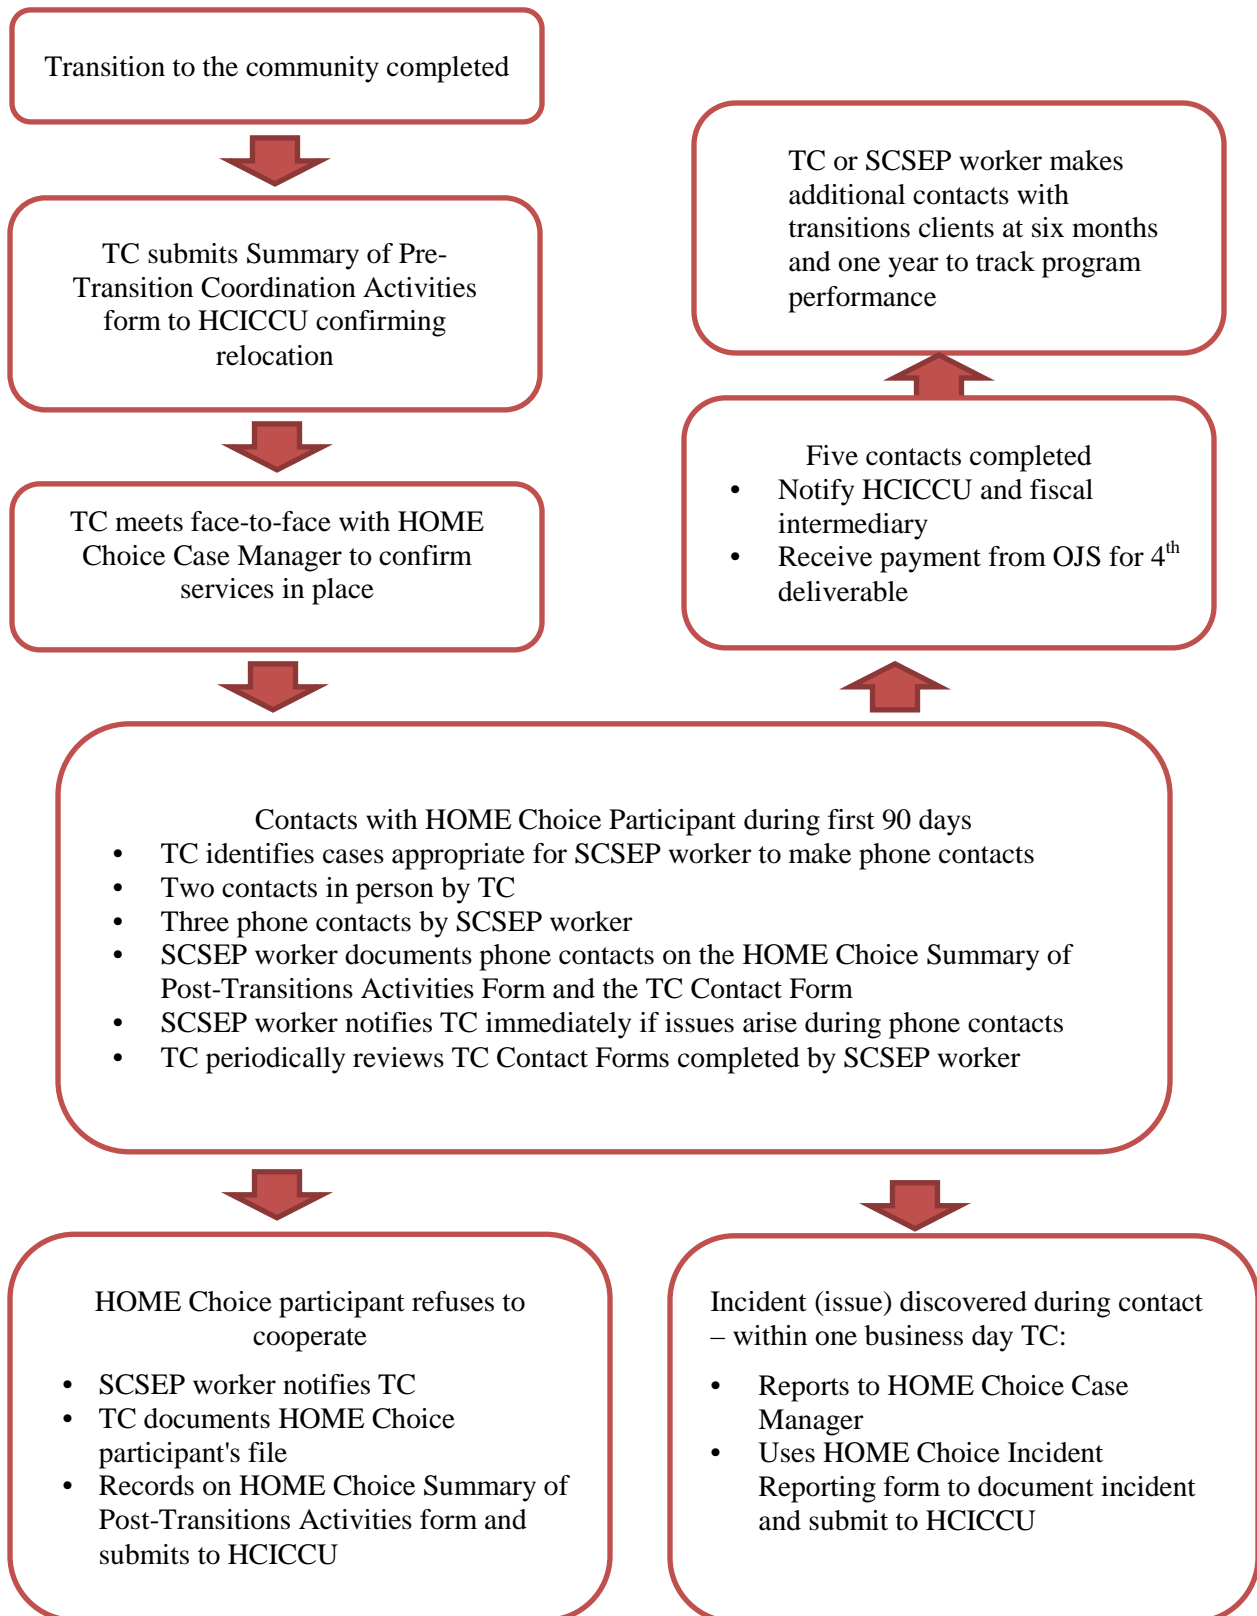 Transition to the community completed
TC submits Summary of Pre-
Transition Coordination Activities
form to HCICCU confirming
relocation
TC meets face-to-face with HOME
Choice Case Manager to confirm
services in place
Contacts with HOME Choice Participant during first 90 days
• TC identifies cases appropriate for SCSEP worker to make phone contacts
• Two contacts in person by TC
• Three phone contacts by SCSEP worker
• SCSEP worker documents phone contacts on the HOME Choice Summary of
Post-Transitions Activities Form and the TC Contact Form
• SCSEP worker notifies TC immediately if issues arise during phone contacts
• TC periodically reviews TC Contact Forms completed by SCSEP worker
Five contacts completed
• Notify HCICCU and fiscal
intermediary
• Receive payment from OJS for 4th
deliverable
TC or SCSEP worker makes
additional contacts with
transitions clients at six months
and one year to track program
performance
HOME Choice participant refuses to
cooperate
• SCSEP worker notifies TC
• TC documents HOME Choice
participant's file
• Records on HOME Choice Summary of
Post-Transitions Activities form and
submits to HCICCU
Incident (issue) discovered during contact
– within one business day TC:
• Reports to HOME Choice Case
Manager
• Uses HOME Choice Incident
Reporting form to document incident
and submit to HCICCU